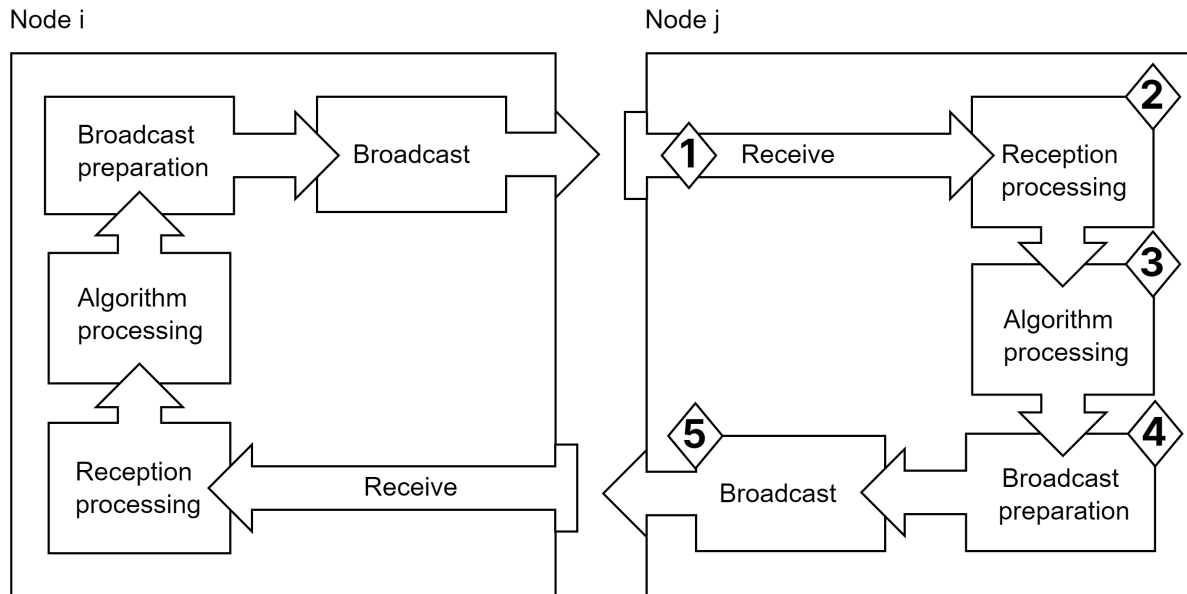 Node i
Broadcast
preparation
Broadcast
Algorithm
processing
Reception
processing
Receive
Node j
1
Receive
2
Reception
processing
3
Algorithm
processing
4
Broadcast
preparation
5
Broadcast